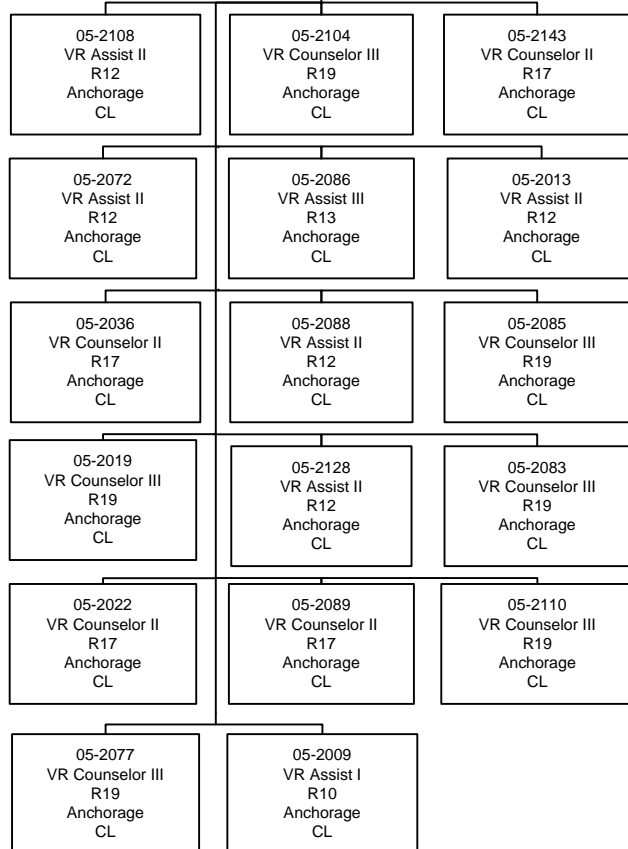 05-2108
VR Assist II
R12
Anchorage
CL
05-2104
VR Counselor III
R19
Anchorage
CL
05-2143
VR Counselor II
R17
Anchorage
CL
05-2072
VR Assist II
R12
Anchorage
CL
05-2086
VR Assist III
R13
Anchorage
CL
05-2013
VR Assist II
R12
Anchorage
CL
05-2036
VR Counselor II
R17
Anchorage
CL
05-2088
VR Assist II
R12
Anchorage
CL
05-2085
VR Counselor III
R19
Anchorage
CL
05-2019
VR Counselor III
R19
Anchorage
CL
05-2128
VR Assist II
R12
Anchorage
CL
05-2083
VR Counselor III
R19
Anchorage
CL
05-2022
VR Counselor II
R17
Anchorage
CL
05-2089
VR Counselor II
R17
Anchorage
CL
05-2110
VR Counselor III
R19
Anchorage
CL
05-2077
VR Counselor III
R19
Anchorage
CL
05-2009
VR Assist I
R10
Anchorage
CL